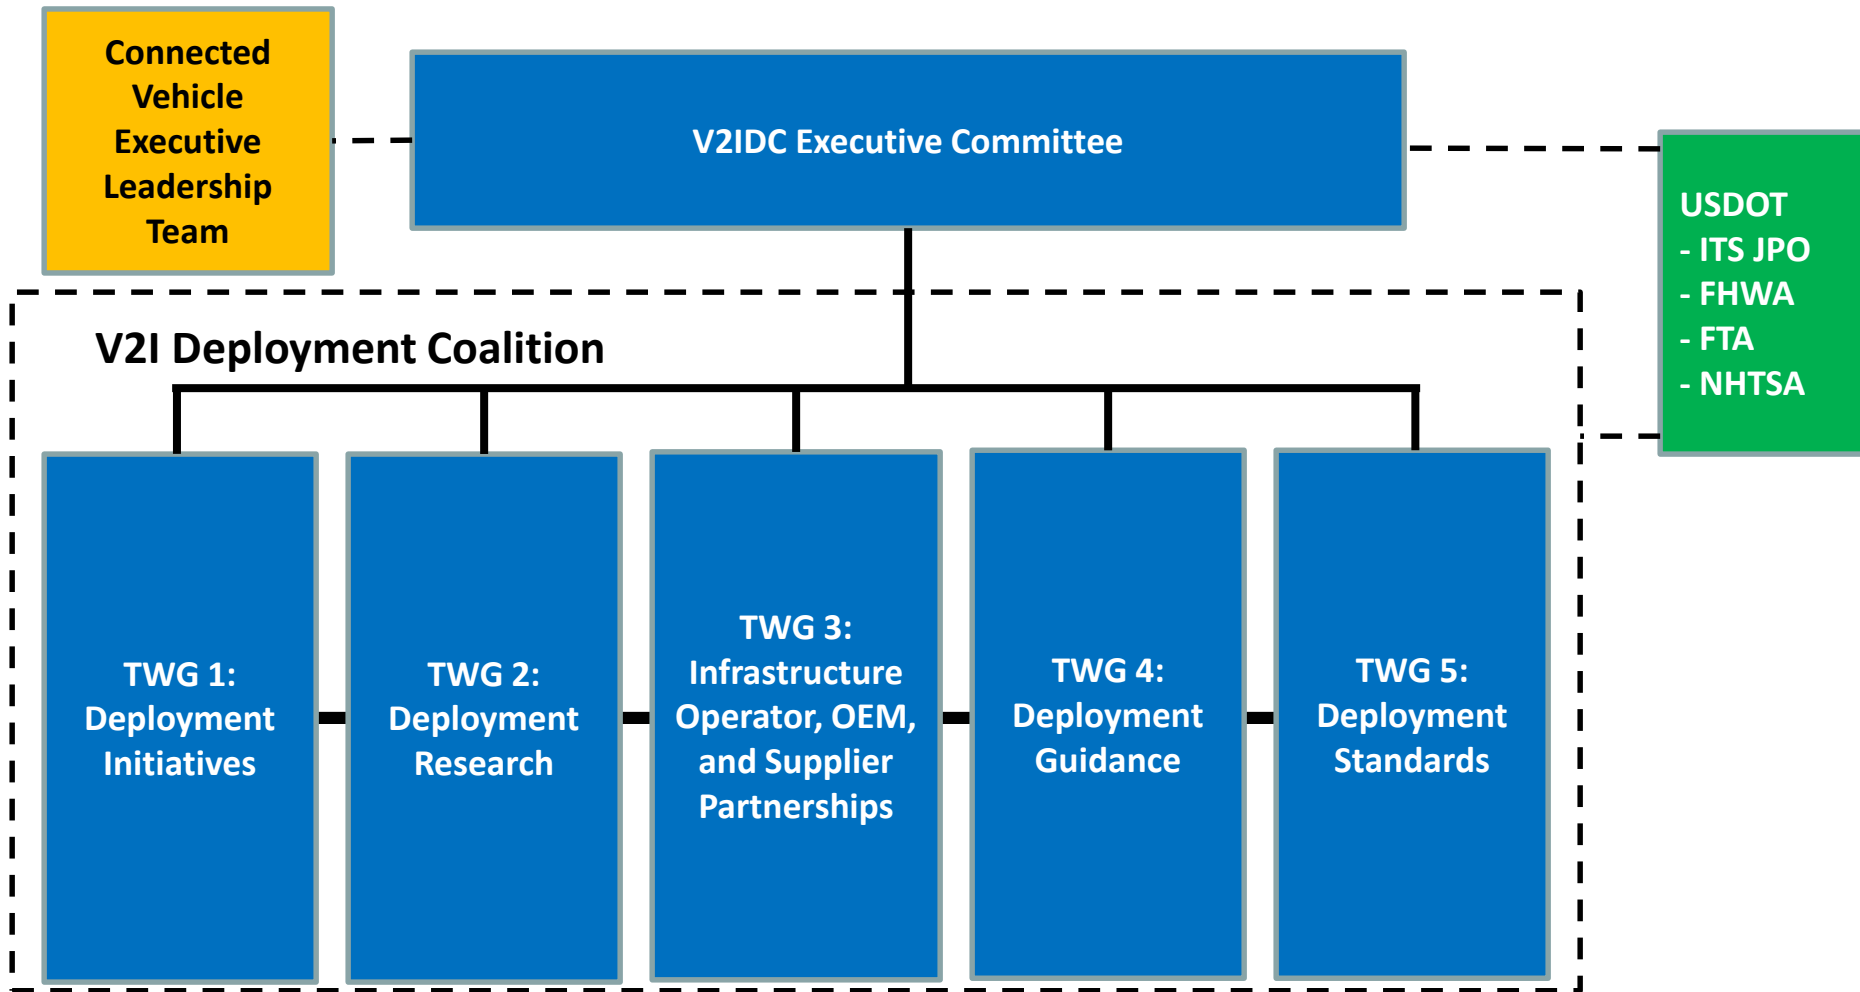 Connected
Vehicle
Executive
Leadership
Team
V2IDC Executive Committee
USDOT
- ITS JPO
- FHWA
- FTA
- NHTSA
V2I Deployment Coalition
TWG 1:
Deployment
Initiatives
TWG 2:
Deployment
Research
TWG 3:
Infrastructure
Operator, OEM,
and Supplier
Partnerships
TWG 4:
Deployment
Guidance
TWG 5:
Deployment
Standards